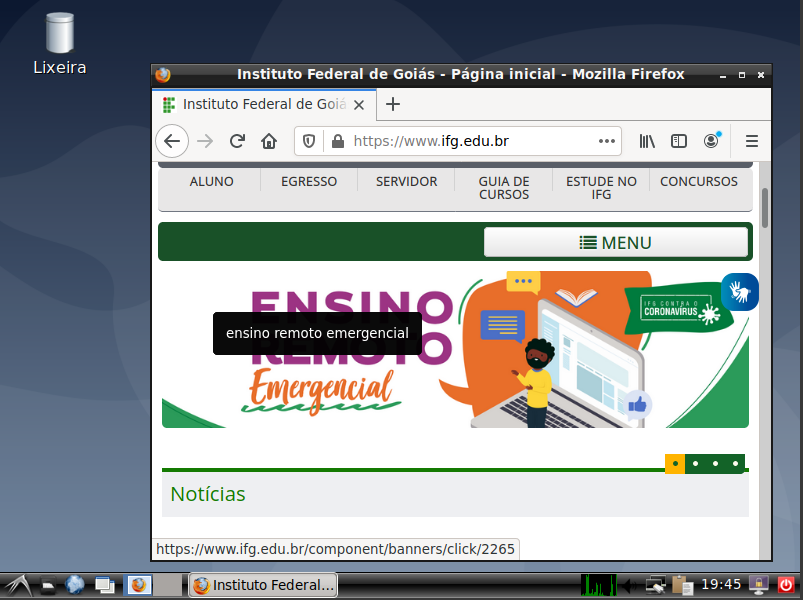 Lixeira
Instituto Federal de Goiás - Página inicial - Mozilla Firefox
Instituto Federal de Goiá
https://www.ifg.edu.br
ALUNO
EGRESSO
SERVIDOR
GUIA DE
CURSOS
ESTUDE NO
IFG
CONCURSOS
MENU
ENSINO
REMOTO
Emergencial
ensino remoto emergencial
IFG CONTRA O
CORONAVÍRUS
Notícias
https://www.ifg.edu.br/component/banners/click/2265
Instituto Federal...
19:45